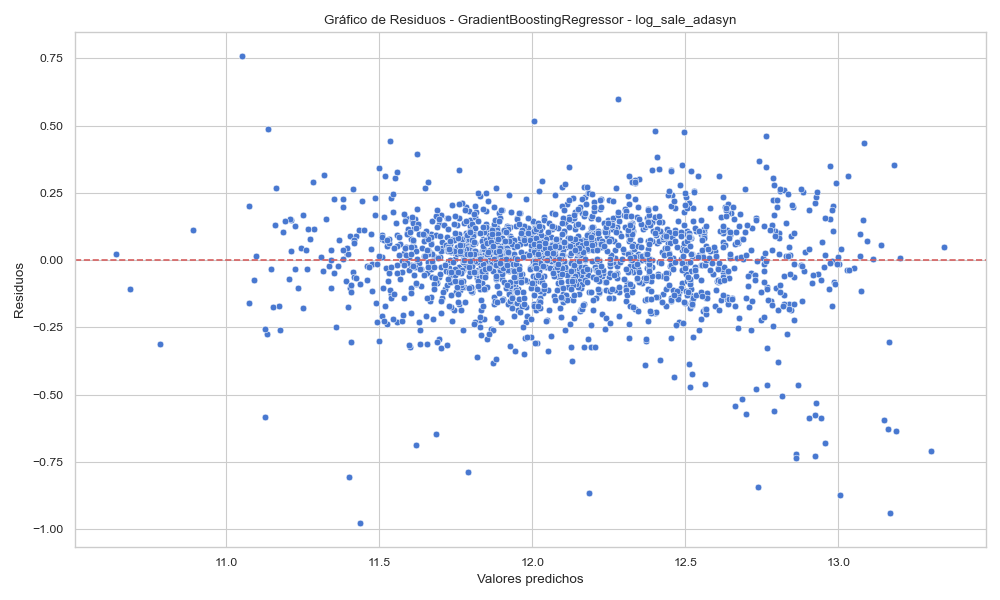 Gráfico de Residuos - GradientBoostingRegressor - log_sale_adasyn
0.75
0.50
0.25
0.00
−0.25
−0.50
−0.75
−1.00
Residuos
11.0 11.5 12.0 12.5 13.0
Valores predichos